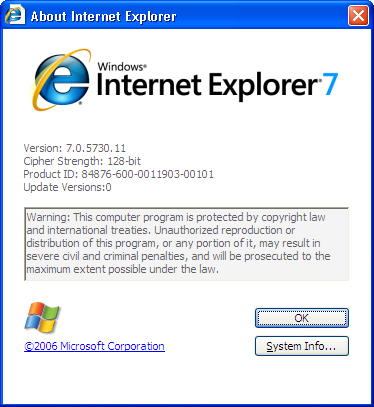 About Internet Explorer
Windows®
Internet Explorer®7
Version: 7.0.5730.11
Cipher Strength: 128-bit
Product ID: 84876-600-0011903-00101
Update Versions:0
Warning: This computer program is protected by copyright law
and international treaties. Unauthorized reproduction or
distribution of this program, or any portion of it, may result in
severe civil and criminal penalties, and will be prosecuted to the
maximum extent possible under the law.
OK
©2006 Microsoft Corporation
System Info...